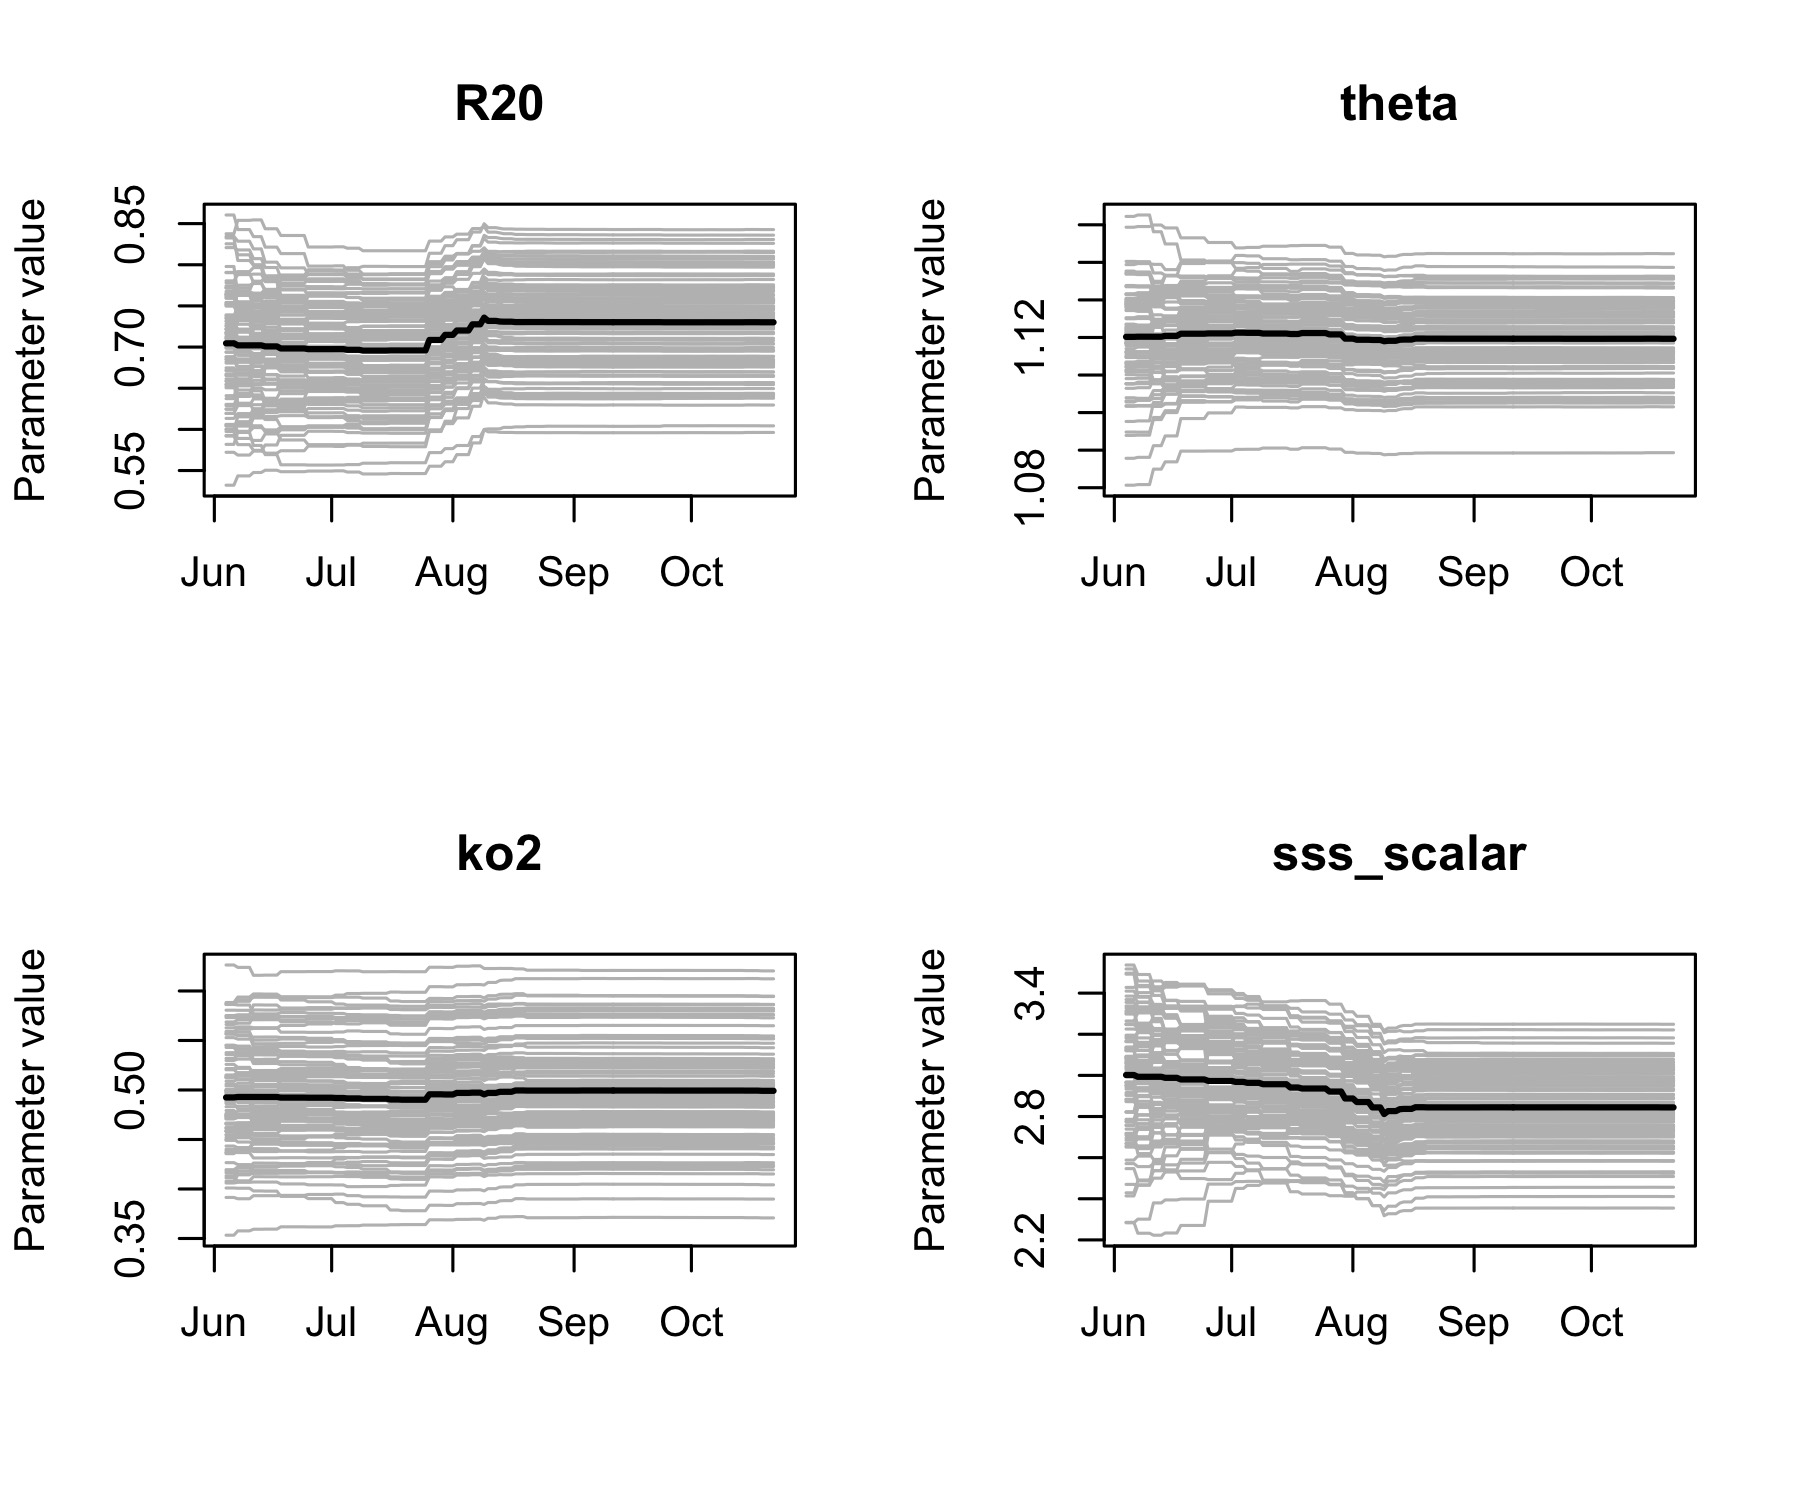 R20
Parameter value
0.85
0.70
0.55
Jun Jul Aug Sep Oct
theta
Parameter value
1.12
1.08
Jun Jul Aug Sep Oct
ko2
Parameter value
0.50
0.35
Jun Jul Aug Sep Oct
sss_scalar
Parameter value
3.4
2.8
2.2
Jun Jul Aug Sep Oct